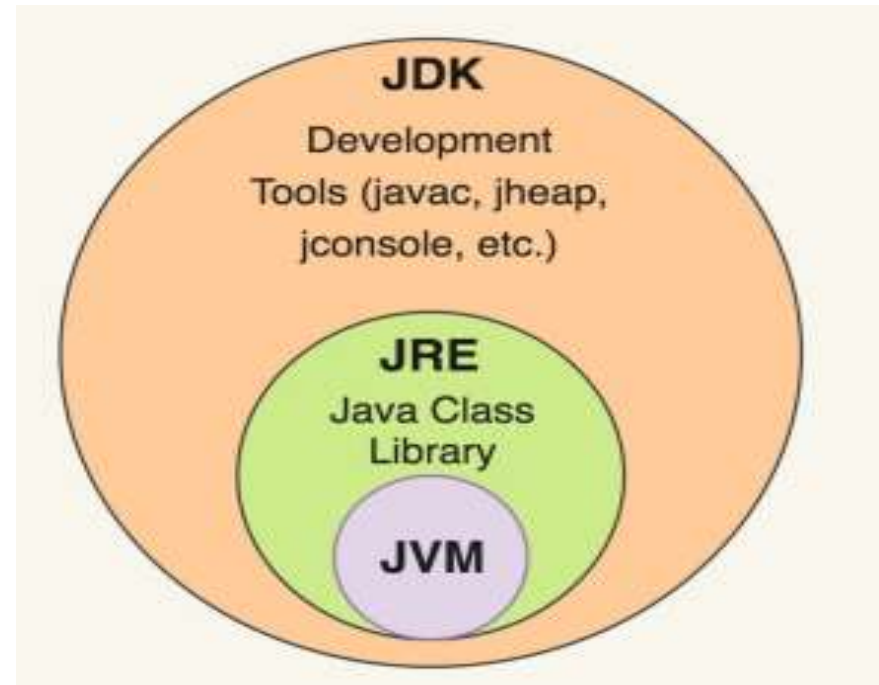 JDK
Development
Tools (javac, jheap,
jconsole, etc.)
JRE
Java Class
Library
JVM